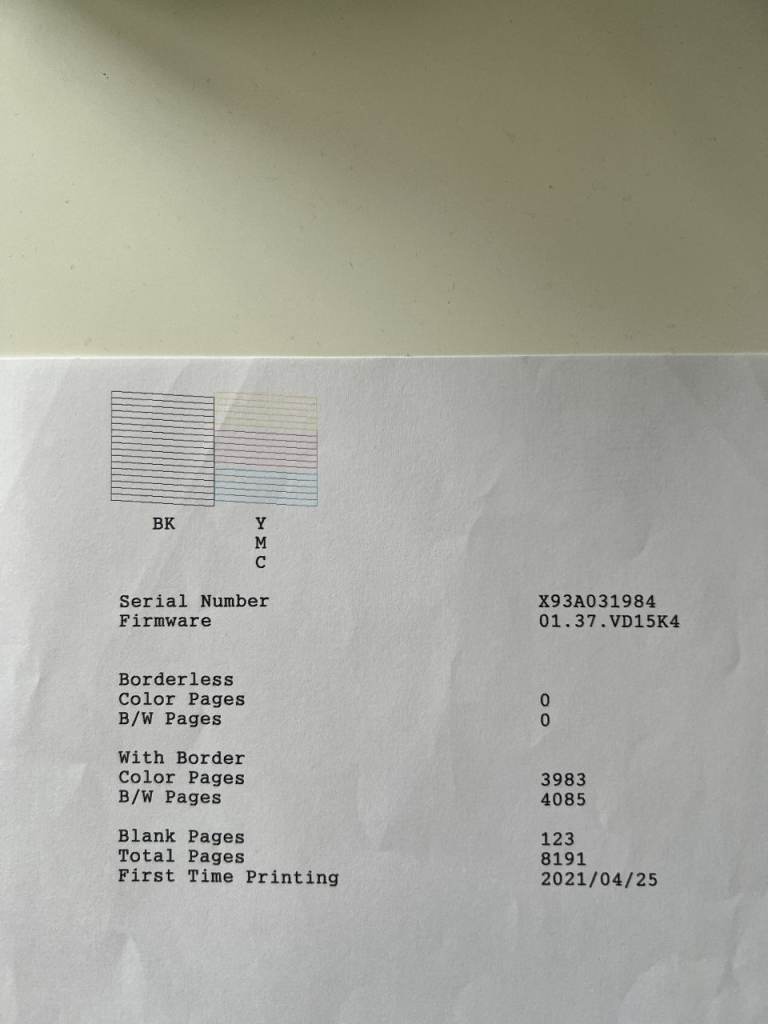 BK Y
M
C
Serial Number X93A031984
Firmware 01.37.VD15K4
Borderless
Color Pages 0
B/W Pages 0
With Border
Color Pages 3983
B/W Pages 4085
Blank Pages 123
Total Pages 8191
First Time Printing 2021/04/25